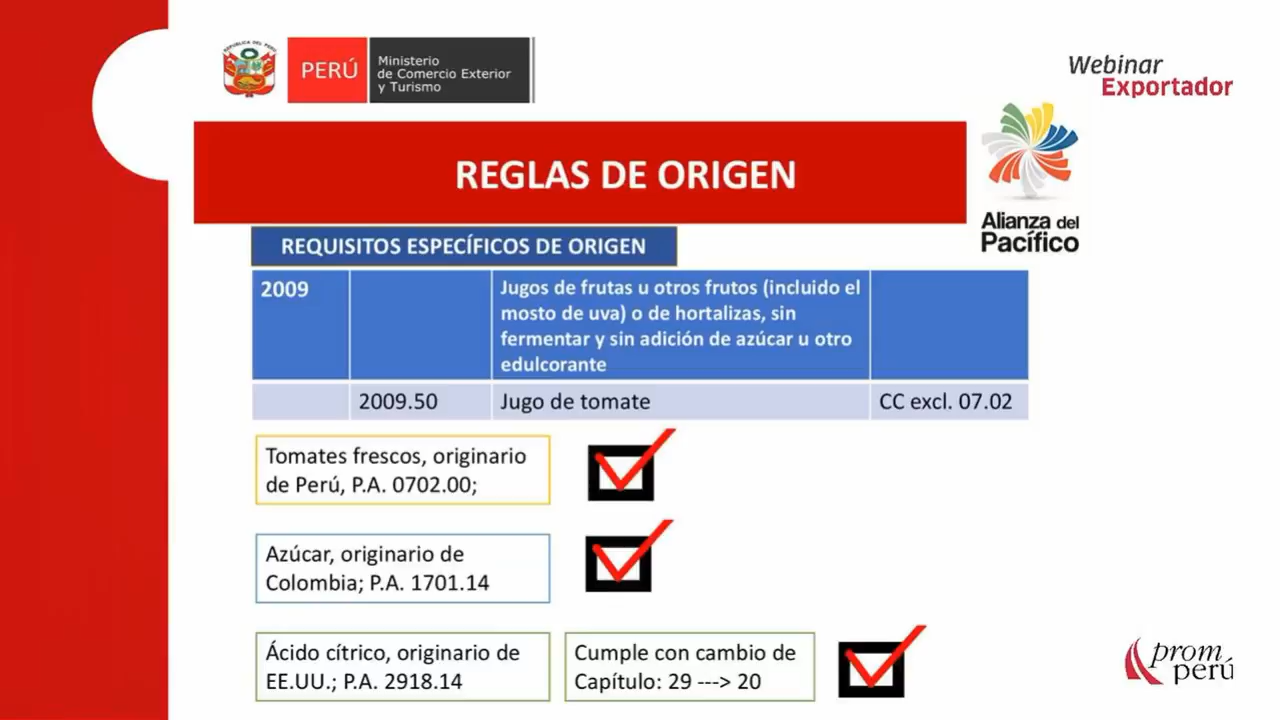 REPUBLICA DEL PERU
PERÚ
Ministerio
de Comercio Exterior
y Turismo
Webinar
Exportador
REGLAS DE ORIGEN
Alianza del
Pacífico
REQUISITOS ESPECÍFICOS DE ORIGEN
2009
Jugos de frutas u otros frutos (incluido el
mosto de uva) o de hortalizas, sin
fermentar y sin adición de azúcar u otro
edulcorante
2009.50
Jugo de tomate
CC excl. 07.02
Tomates frescos, originario
de Perú, P.A. 0702.00;
Azúcar, originario de
Colombia; P.A. 1701.14
Ácido cítrico, originario de
EE.UU.; P.A. 2918.14
Cumple con cambio de
Capítulo: 29 ---> 20
prom
perú